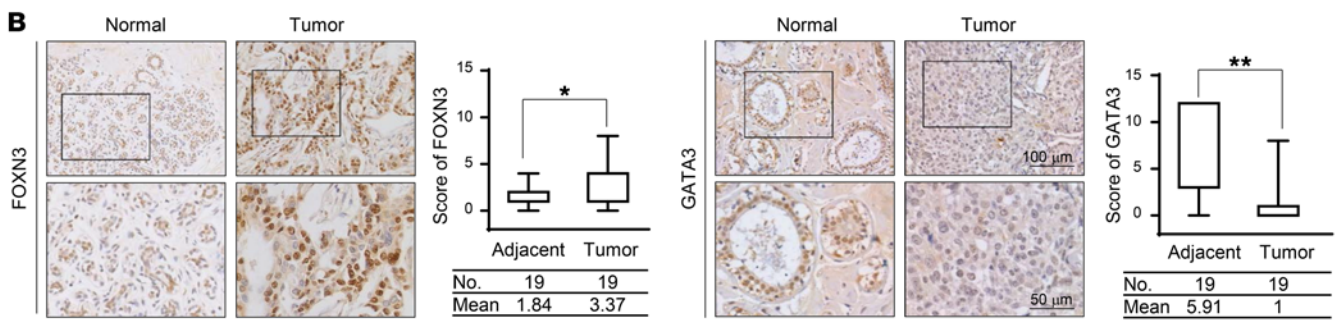 B
Normal Tumor
FOXN3
Score of FOXN3
15
10
5
0
*
Adjacent Tumor
No. 19 19
Mean 1.84 3.37
Normal Tumor
GATA3
100 μm
50 μm
Score of GATA3
15
10
5
0
**
Adjacent Tumor
No. 19 19
Mean 5.91 1